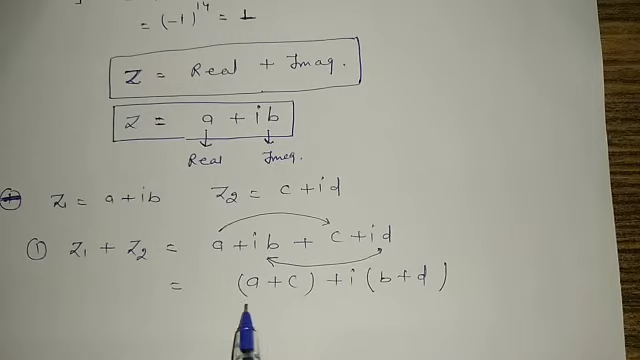 = (-1)^14 = 1
Z = Real + Imag.
Z = a + ib
Real Imag.
Z₁ = a + ib Z₂ = c + id
① Z₁ + Z₂ = a + ib + c + id
= (a + c) + i (b + d)